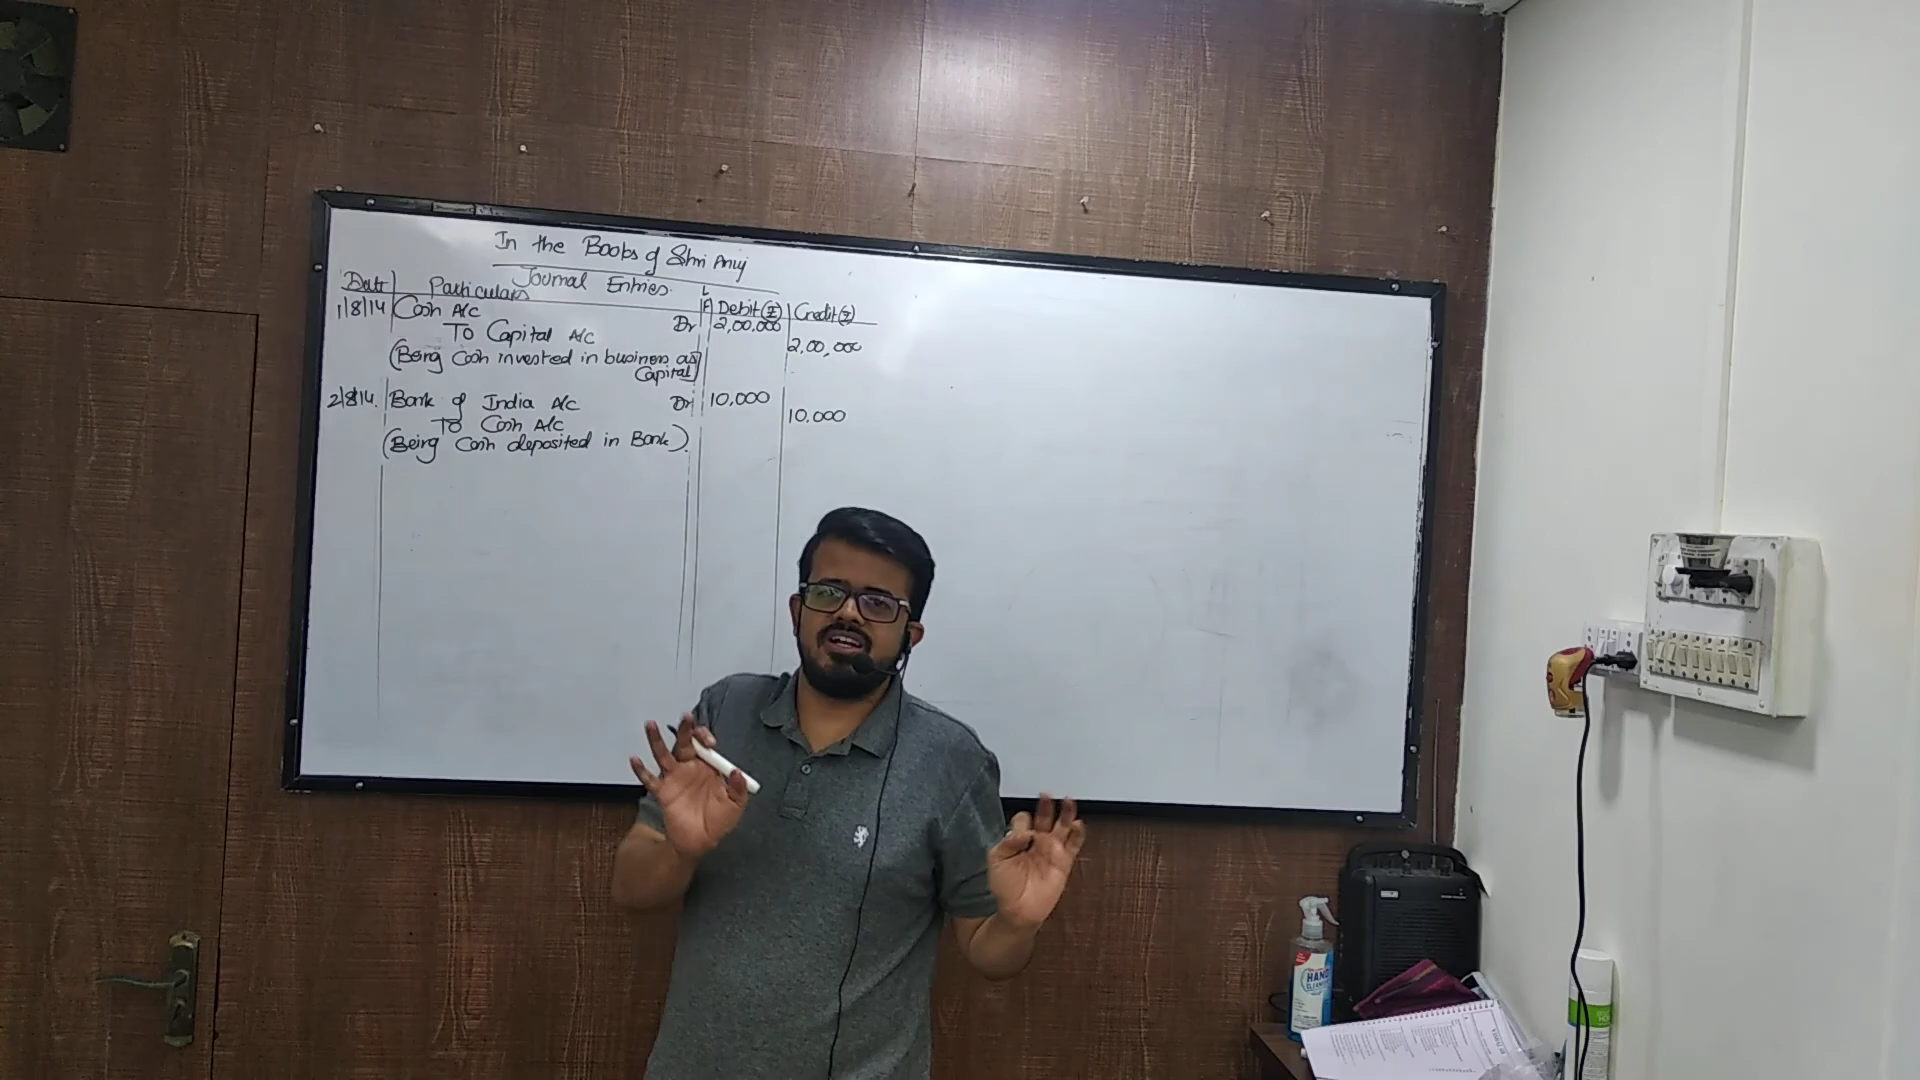 In the Books of Shri Anuj
Journal Entries.
Date Particulars L F Debit (₹) Credit (₹)
1/8/14 Cash A/c Dr 2,00,000
To Capital A/c 2,00,000
(Being Cash invested in business as
Capital)
2/8/14. Bank of India A/c Dr 10,000
To Cash A/c 10,000
(Being Cash deposited in Bank).
HAND